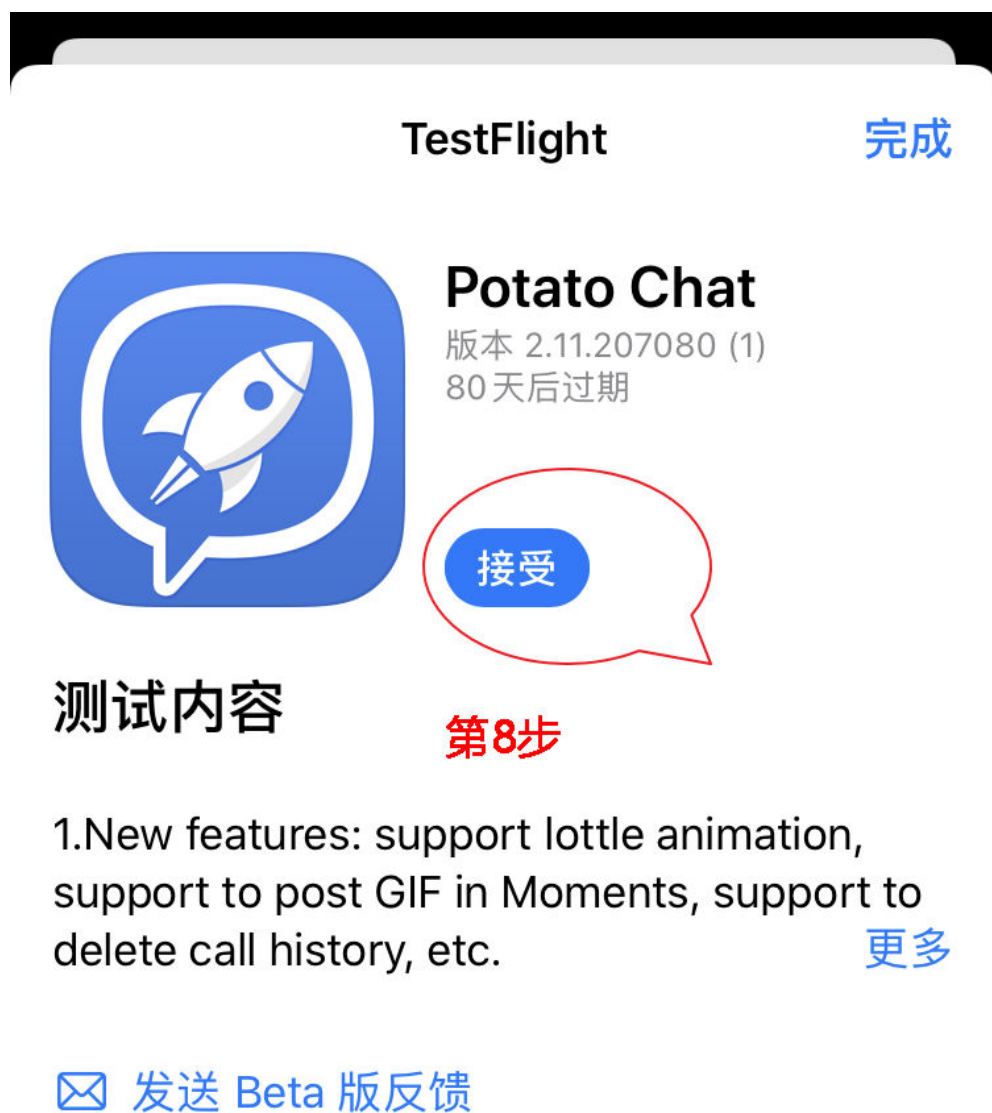 TestFlight
完成
Potato Chat
版本 2.11.207080 (1)
80天后过期
接受
测试内容
第8步
1.New features: support lottle animation,
support to post GIF in Moments, support to
delete call history, etc.
更多
发送 Beta 版反馈